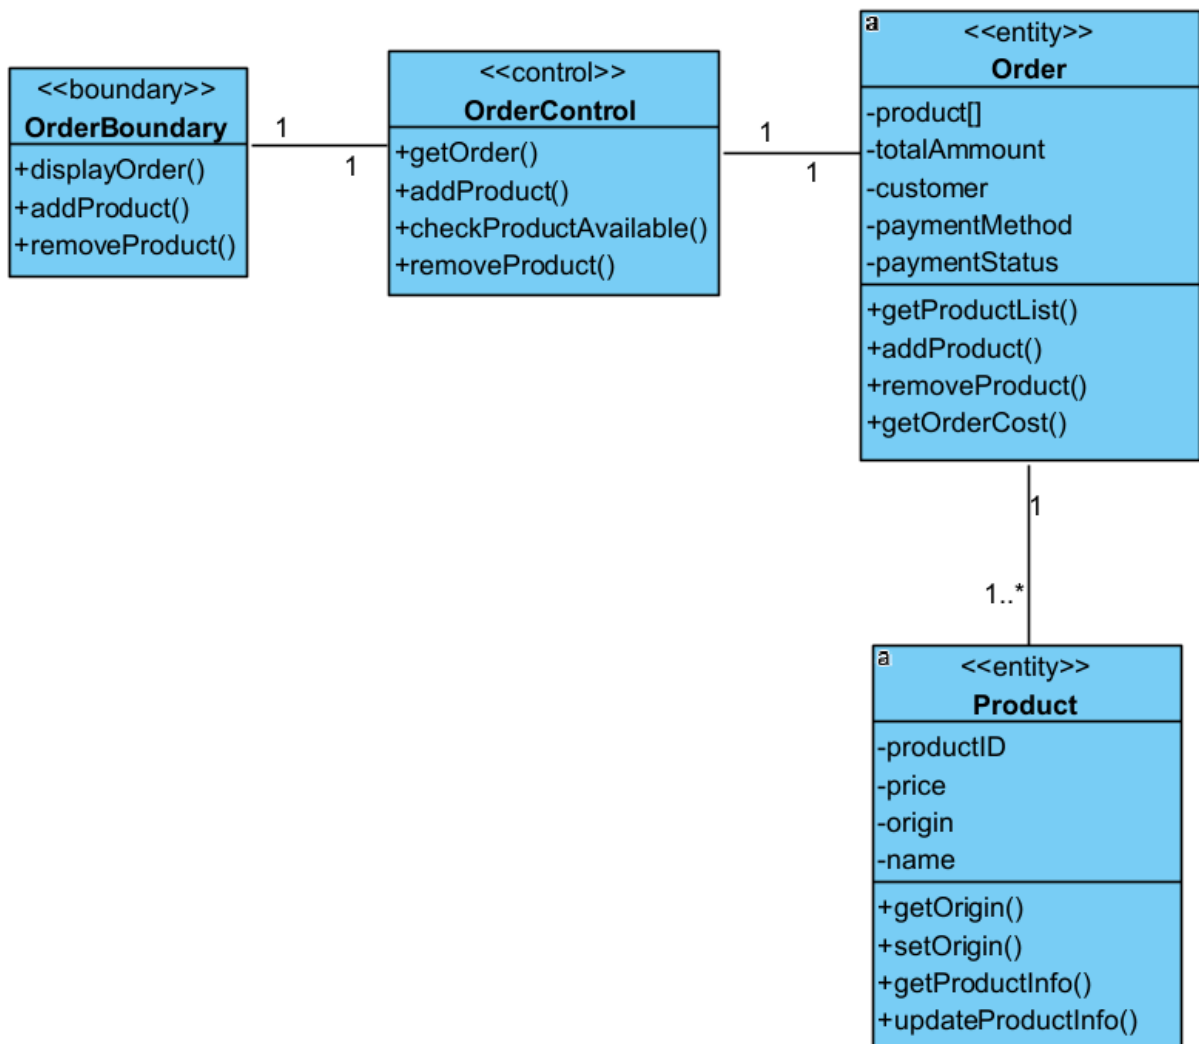 <<boundary>>
OrderBoundary
+displayOrder()
+addProduct()
+removeProduct()
1
1
<<control>>
OrderControl
+getOrder()
+addProduct()
+checkProductAvailable()
+removeProduct()
1
1
a
<<entity>>
Order
-product[]
-totalAmmount
-customer
-paymentMethod
-paymentStatus
+getProductList()
+addProduct()
+removeProduct()
+getOrderCost()
1
1..*
a
<<entity>>
Product
-productID
-price
-origin
-name
+getOrigin()
+setOrigin()
+getProductInfo()
+updateProductInfo()